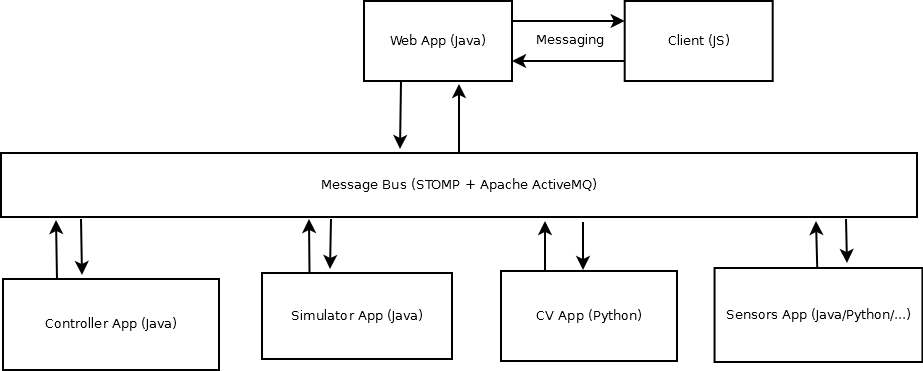 Web App (Java)
Messaging
Client (JS)
Message Bus (STOMP + Apache ActiveMQ)
Controller App (Java)
Simulator App (Java)
CV App (Python)
Sensors App (Java/Python/...)